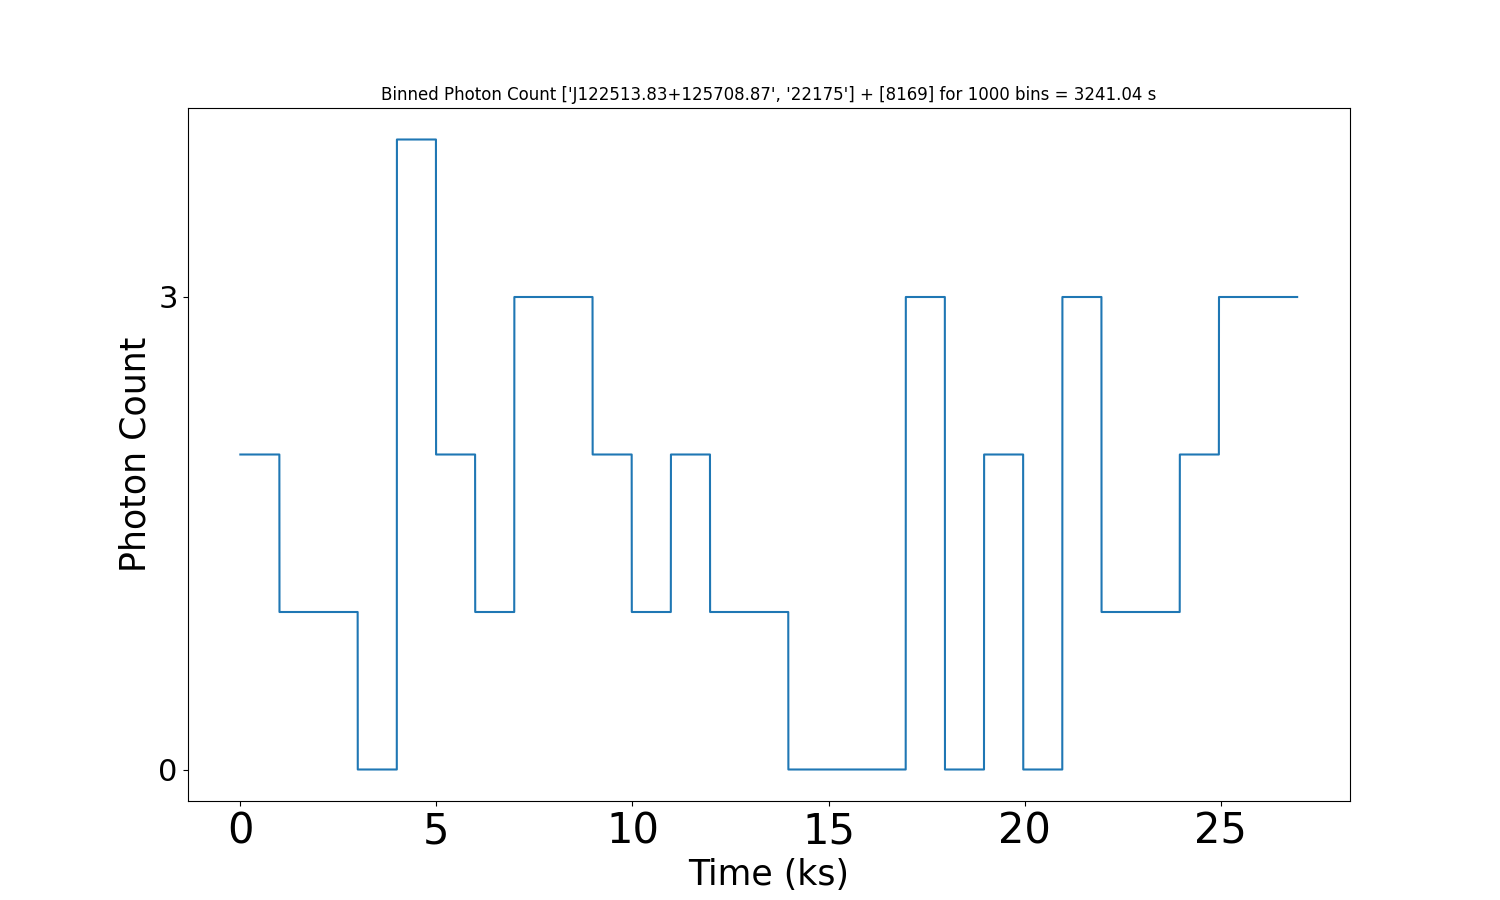 Binned Photon Count ['J122513.83+125708.87', '22175'] + [8169] for 1000 bins = 3241.04 s
Photon Count
3
0
0 5 10 15 20 25
Time (ks)